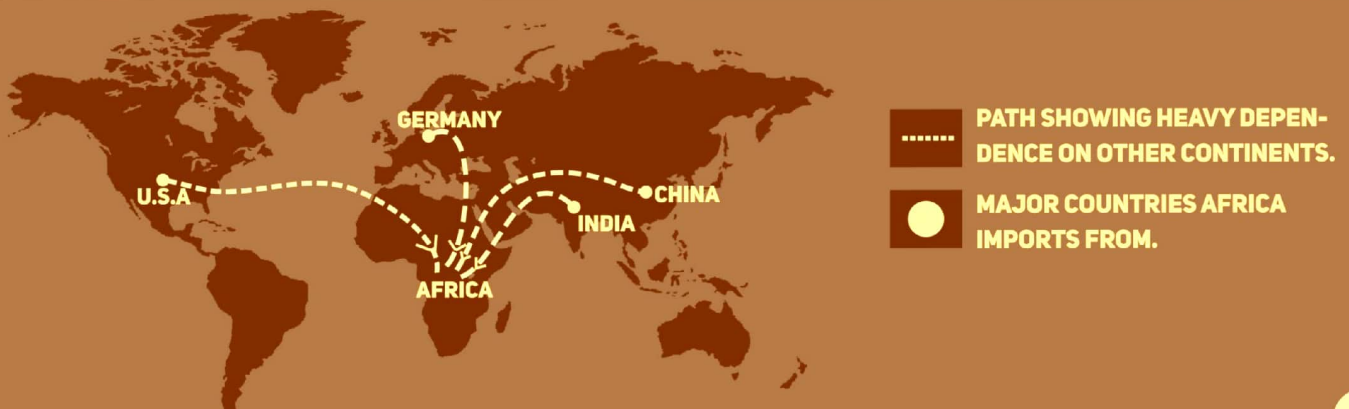 GERMANY
U.S.A
CHINA
INDIA
AFRICA
PATH SHOWING HEAVY DEPEN-
DENCE ON OTHER CONTINENTS.
MAJOR COUNTRIES AFRICA
IMPORTS FROM.